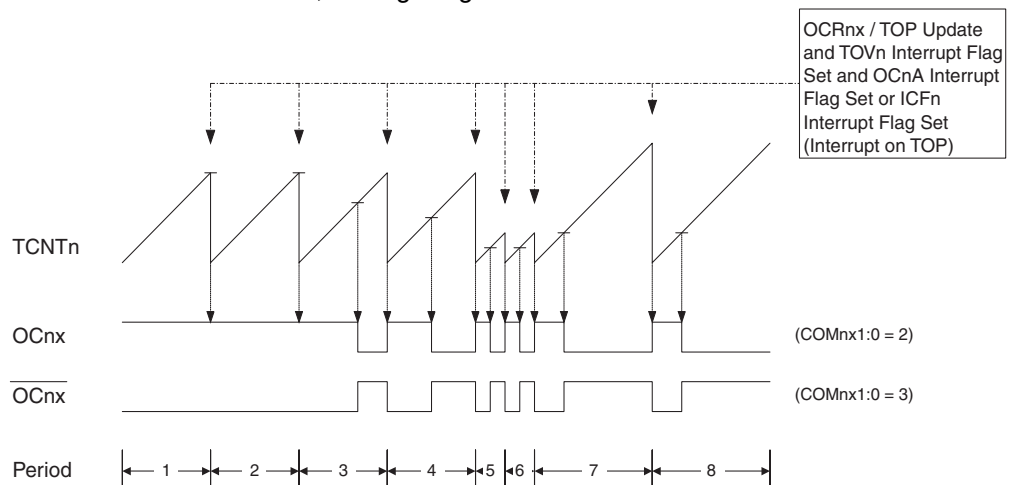 OCRnx / TOP Update
and TOVn Interrupt Flag
Set and OCnA Interrupt
Flag Set or ICFn
Interrupt Flag Set
(Interrupt on TOP)
TCNTn
OCnx
(COMnx1:0 = 2)
OCnx
(COMnx1:0 = 3)
Period 1 2 3 4 5 6 7 8